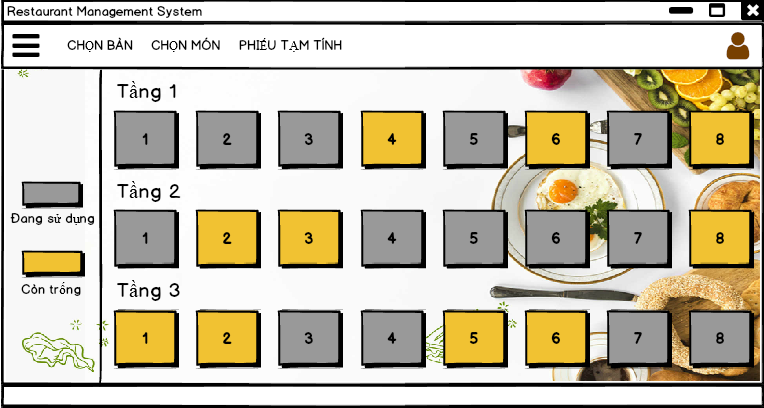 Restaurant Management System
CHỌN BÀN CHỌN MÓN PHIẾU TẠM TÍNH
Tầng 1
1 2 3 4 5 6 7 8
Đang sử dụng
Tầng 2
1 2 3 4 5 6 7 8
Còn trống
Tầng 3
1 2 3 4 5 6 7 8